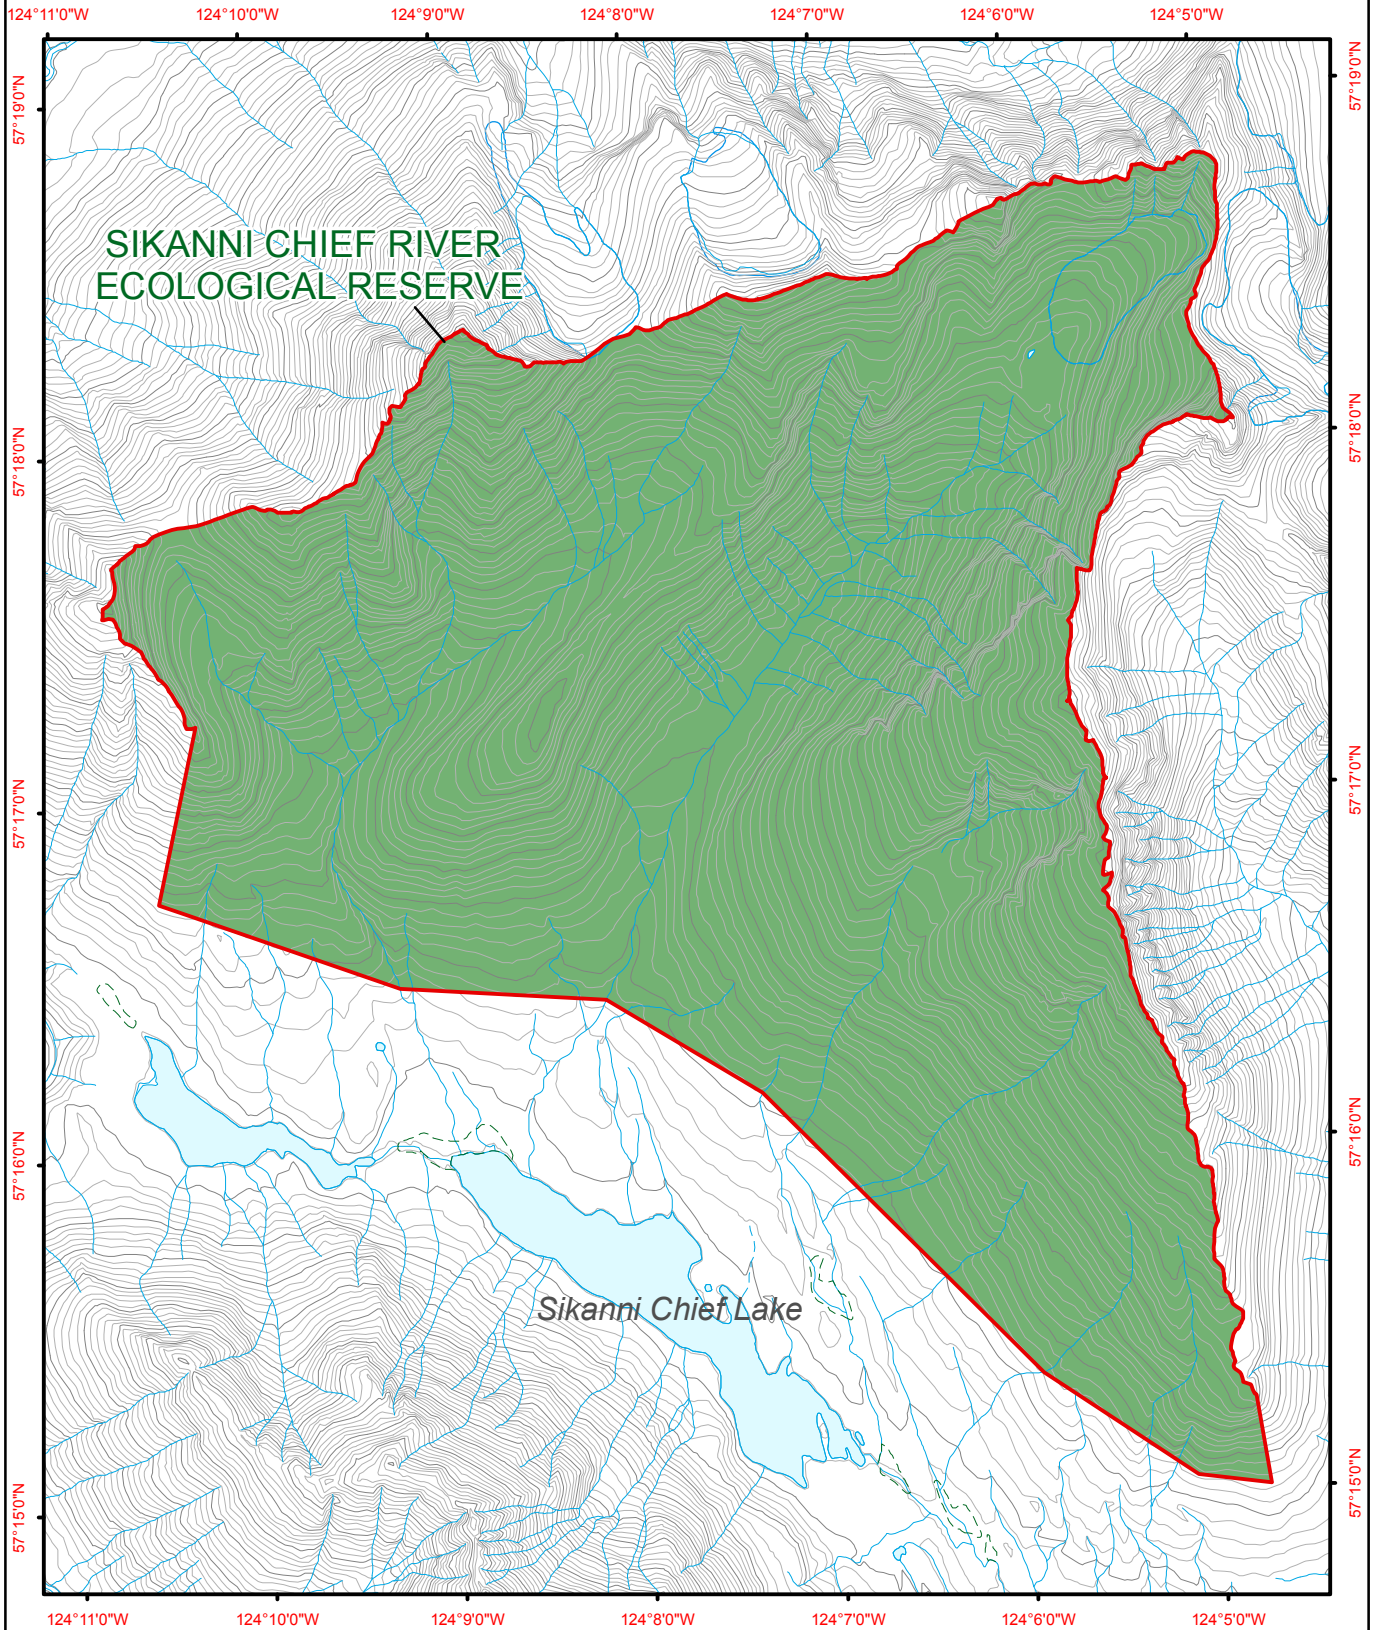 124°11'0"W 124°10'0"W 124°9'0"W 124°8'0"W 124°7'0"W 124°6'0"W 124°5'0"W
57°19'0"N
57°19'0"N
SIKANNI CHIEF RIVER
ECOLOGICAL RESERVE
57°18'0"N
57°18'0"N
57°17'0"N
57°17'0"N
57°16'0"N
57°16'0"N
Sikanni Chief Lake
57°15'0"N
57°15'0"N
124°11'0"W 124°10'0"W 124°9'0"W 124°8'0"W 124°7'0"W 124°6'0"W 124°5'0"W